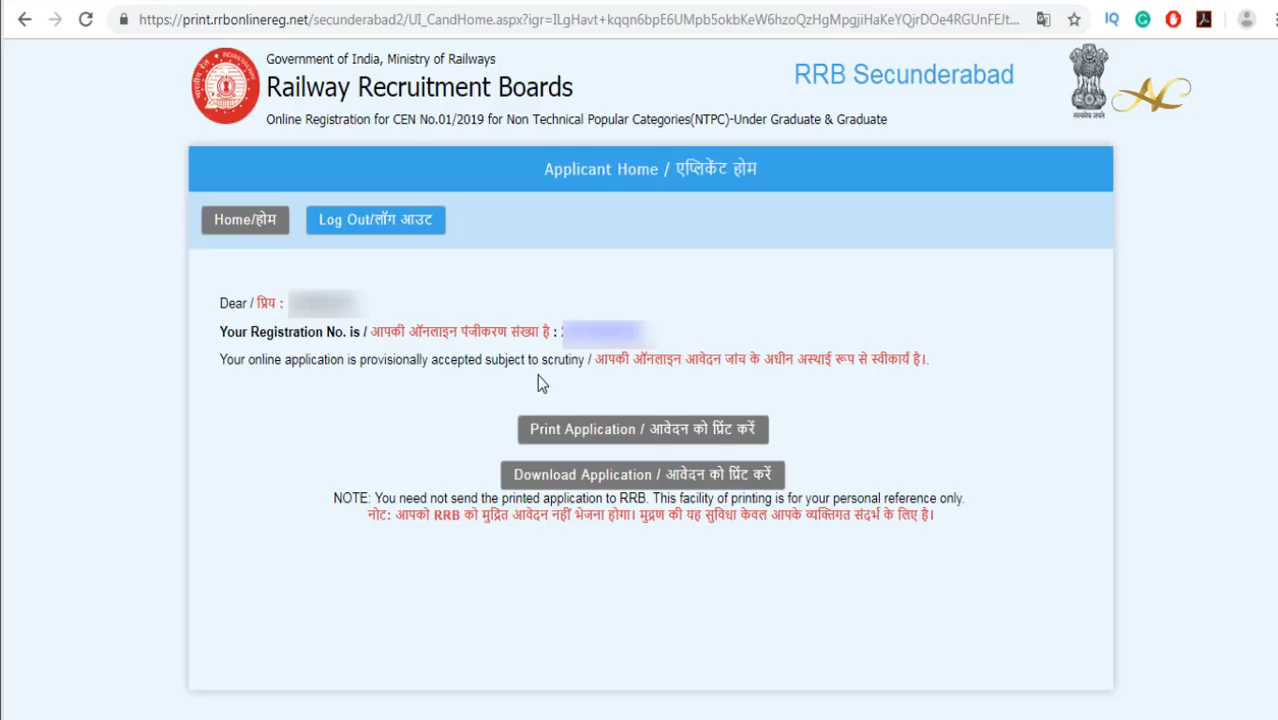 https://print.rrbonlinereg.net/secunderabad2/UI_CandHome.aspx?igr=ILgHavt+kqqn6bpE6UMpb5okbKeW6hzoQzHgMpgjiHaKeYQjrDOe4RGUnFEJt...
Government of India, Ministry of Railways
Railway Recruitment Boards
RRB Secunderabad
Online Registration for CEN No.01/2019 for Non Technical Popular Categories(NTPC)-Under Graduate & Graduate
सत्यमेव जयते
Applicant Home / एप्लिकेंट होम
Home/होम
Log Out/लॉग आउट
Dear / प्रिय :
Your Registration No. is / आपकी ऑनलाइन पंजीकरण संख्या है :
Your online application is provisionally accepted subject to scrutiny / आपकी ऑनलाइन आवेदन जांच के अधीन अस्थाई रूप से स्वीकार्य है।.
Print Application / आवेदन को प्रिंट करें
Download Application / आवेदन को प्रिंट करें
NOTE: You need not send the printed application to RRB. This facility of printing is for your personal reference only.
नोट: आपको RRB को मुद्रित आवेदन नहीं भेजना होगा। मुद्रण की यह सुविधा केवल आपके व्यक्तिगत संदर्भ के लिए है।